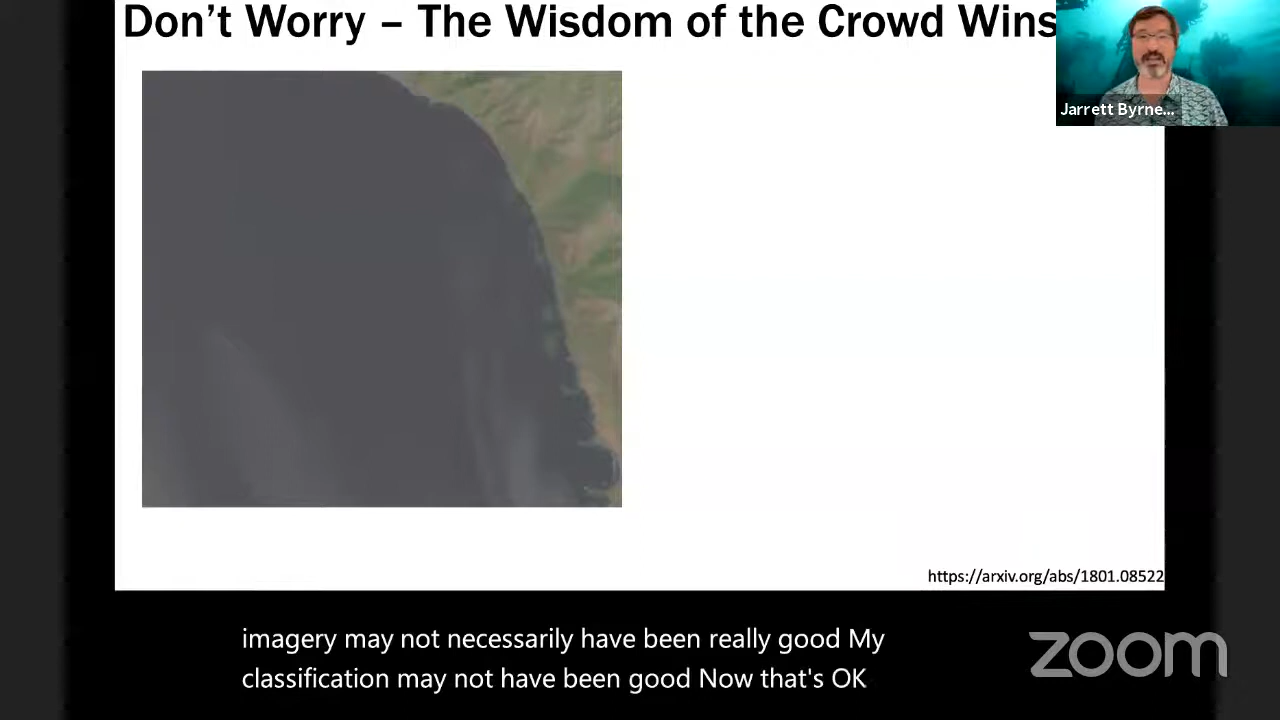 Don't Worry – The Wisdom of the Crowd Wins
Jarrett Byrne...
https://arxiv.org/abs/1801.08522
imagery may not necessarily have been really good My
classification may not have been good Now that's OK
zoom